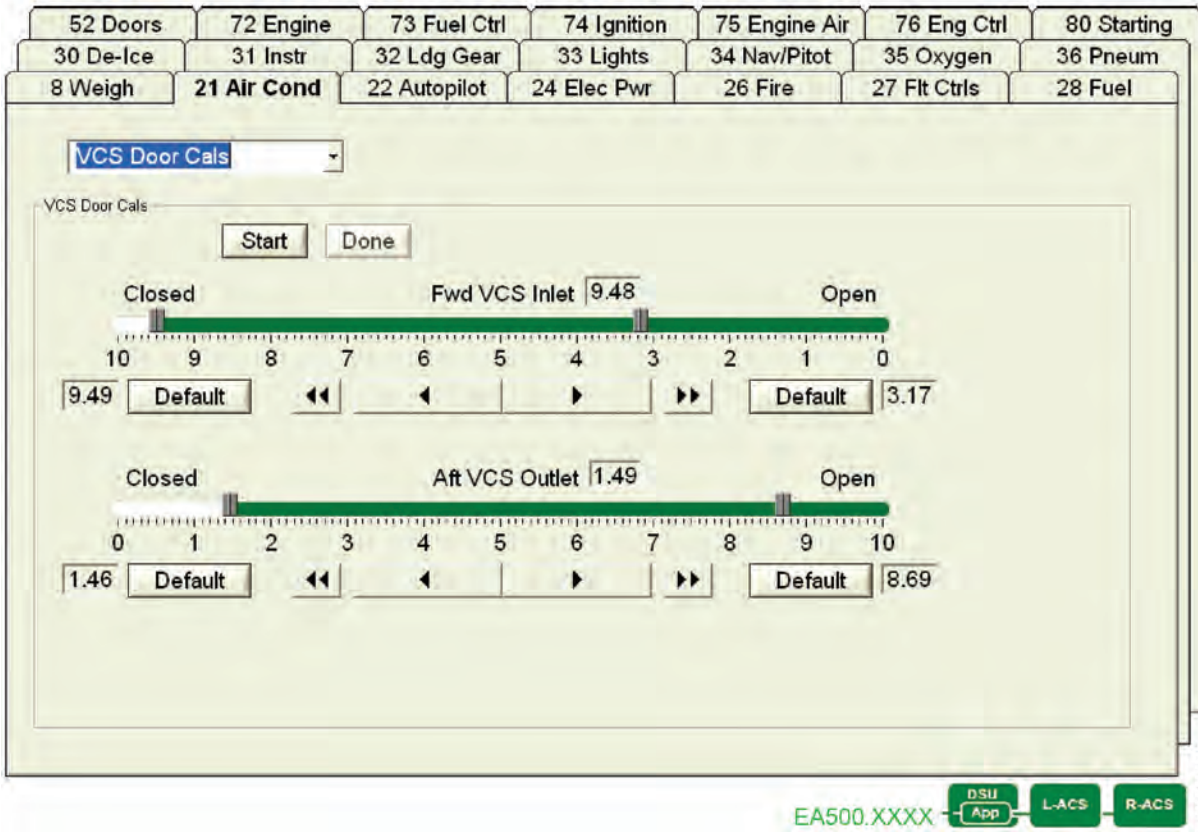 52 Doors 72 Engine 73 Fuel Ctrl 74 Ignition 75 Engine Air 76 Eng Ctrl 80 Starting
30 De-Ice 31 Instr 32 Ldg Gear 33 Lights 34 Nav/Pitot 35 Oxygen 36 Pneum
8 Weigh 21 Air Cond 22 Autopilot 24 Elec Pwr 26 Fire 27 Flt Ctrls 28 Fuel
VCS Door Cals
VCS Door Cals
Start Done
Closed Fwd VCS Inlet 9.48 Open
10 9 8 7 6 5 4 3 2 1 0
9.49 Default Default 3.17
Closed Aft VCS Outlet 1.49 Open
0 1 2 3 4 5 6 7 8 9 10
1.46 Default Default 8.69
EA500.XXXX DSU App L-ACS R-ACS